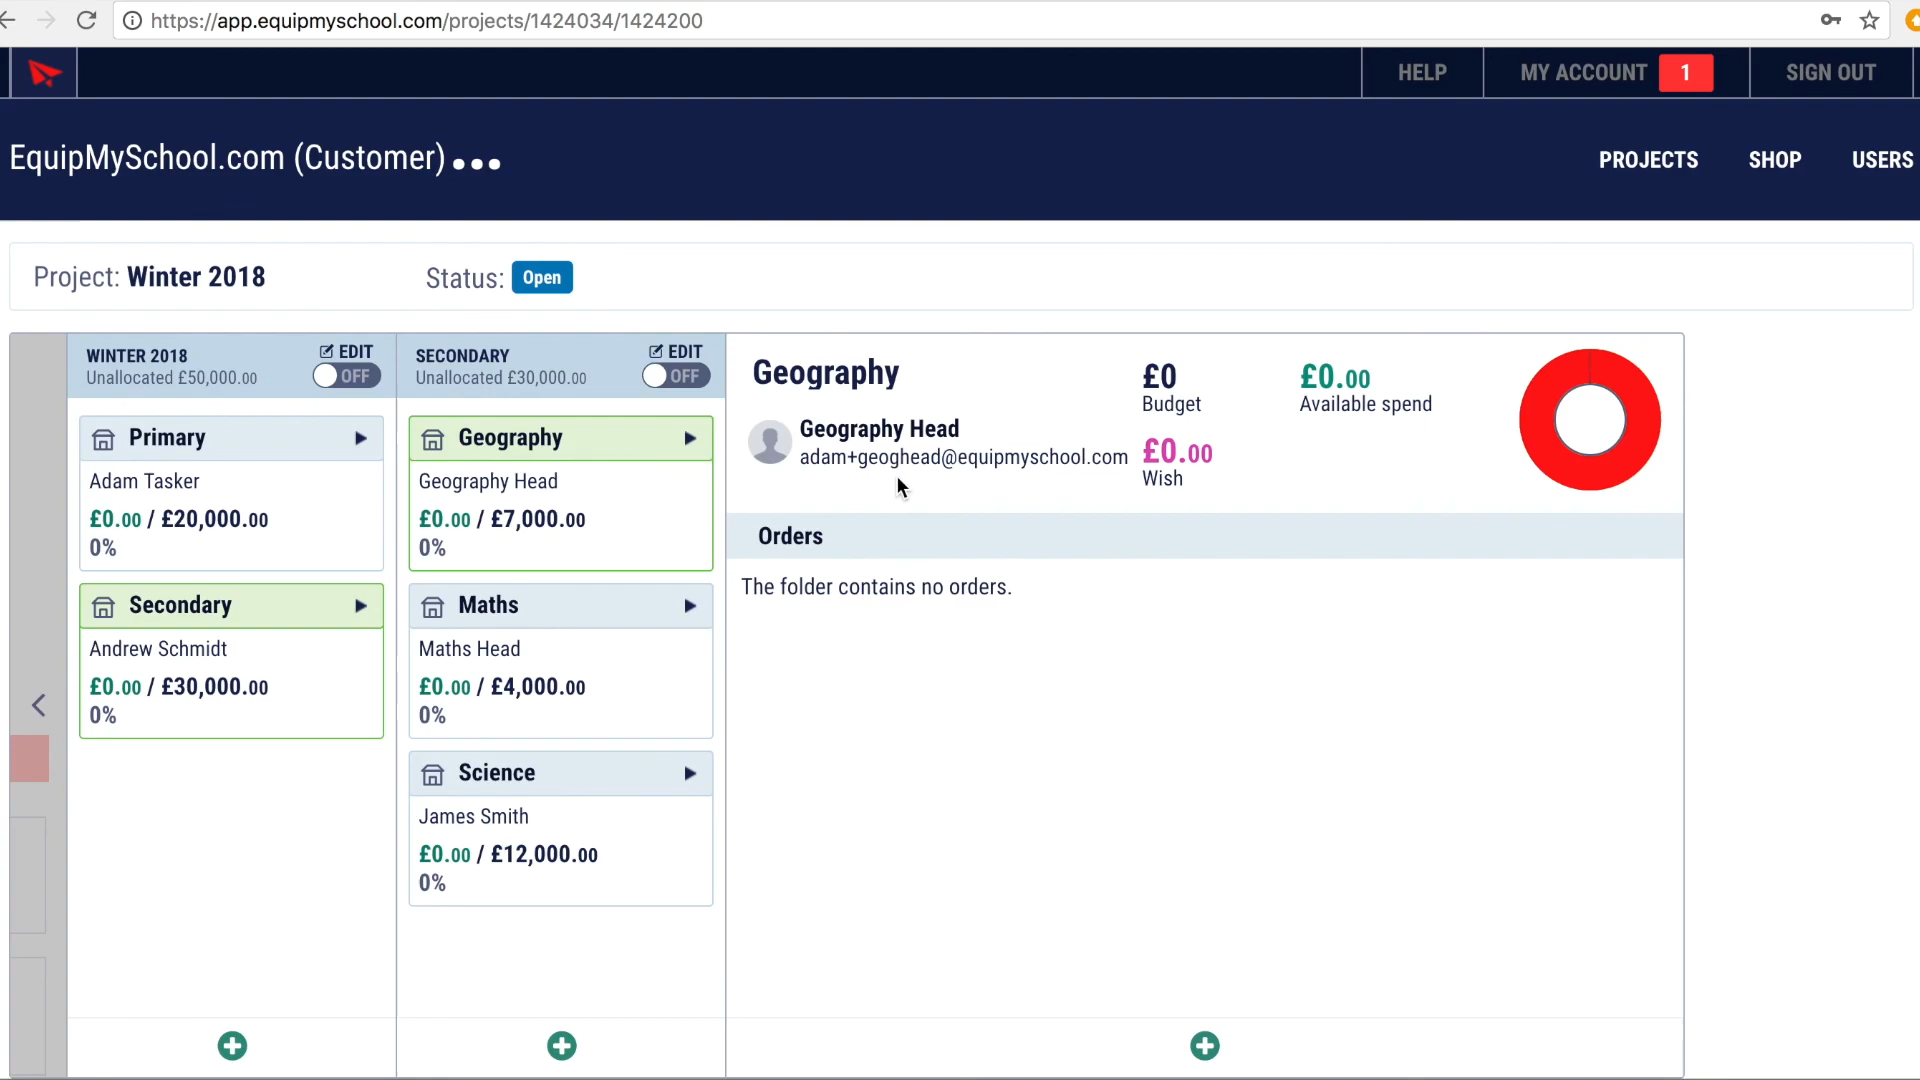 https://app.equipmyschool.com/projects/1424034/1424200
HELP
MY ACCOUNT 1
SIGN OUT
EquipMySchool.com (Customer)
PROJECTS
SHOP
USERS
Project: Winter 2018
Status: Open
WINTER 2018
Unallocated £50,000.00
EDIT
OFF
Primary
Adam Tasker
£0.00 / £20,000.00
0%
Secondary
Andrew Schmidt
£0.00 / £30,000.00
0%
SECONDARY
Unallocated £30,000.00
EDIT
OFF
Geography
Geography Head
£0.00 / £7,000.00
0%
Maths
Maths Head
£0.00 / £4,000.00
0%
Science
James Smith
£0.00 / £12,000.00
0%
Geography
Geography Head
adam+geoghead@equipmyschool.com
£0
Budget
£0.00
Available spend
£0.00
Wish
Orders
The folder contains no orders.